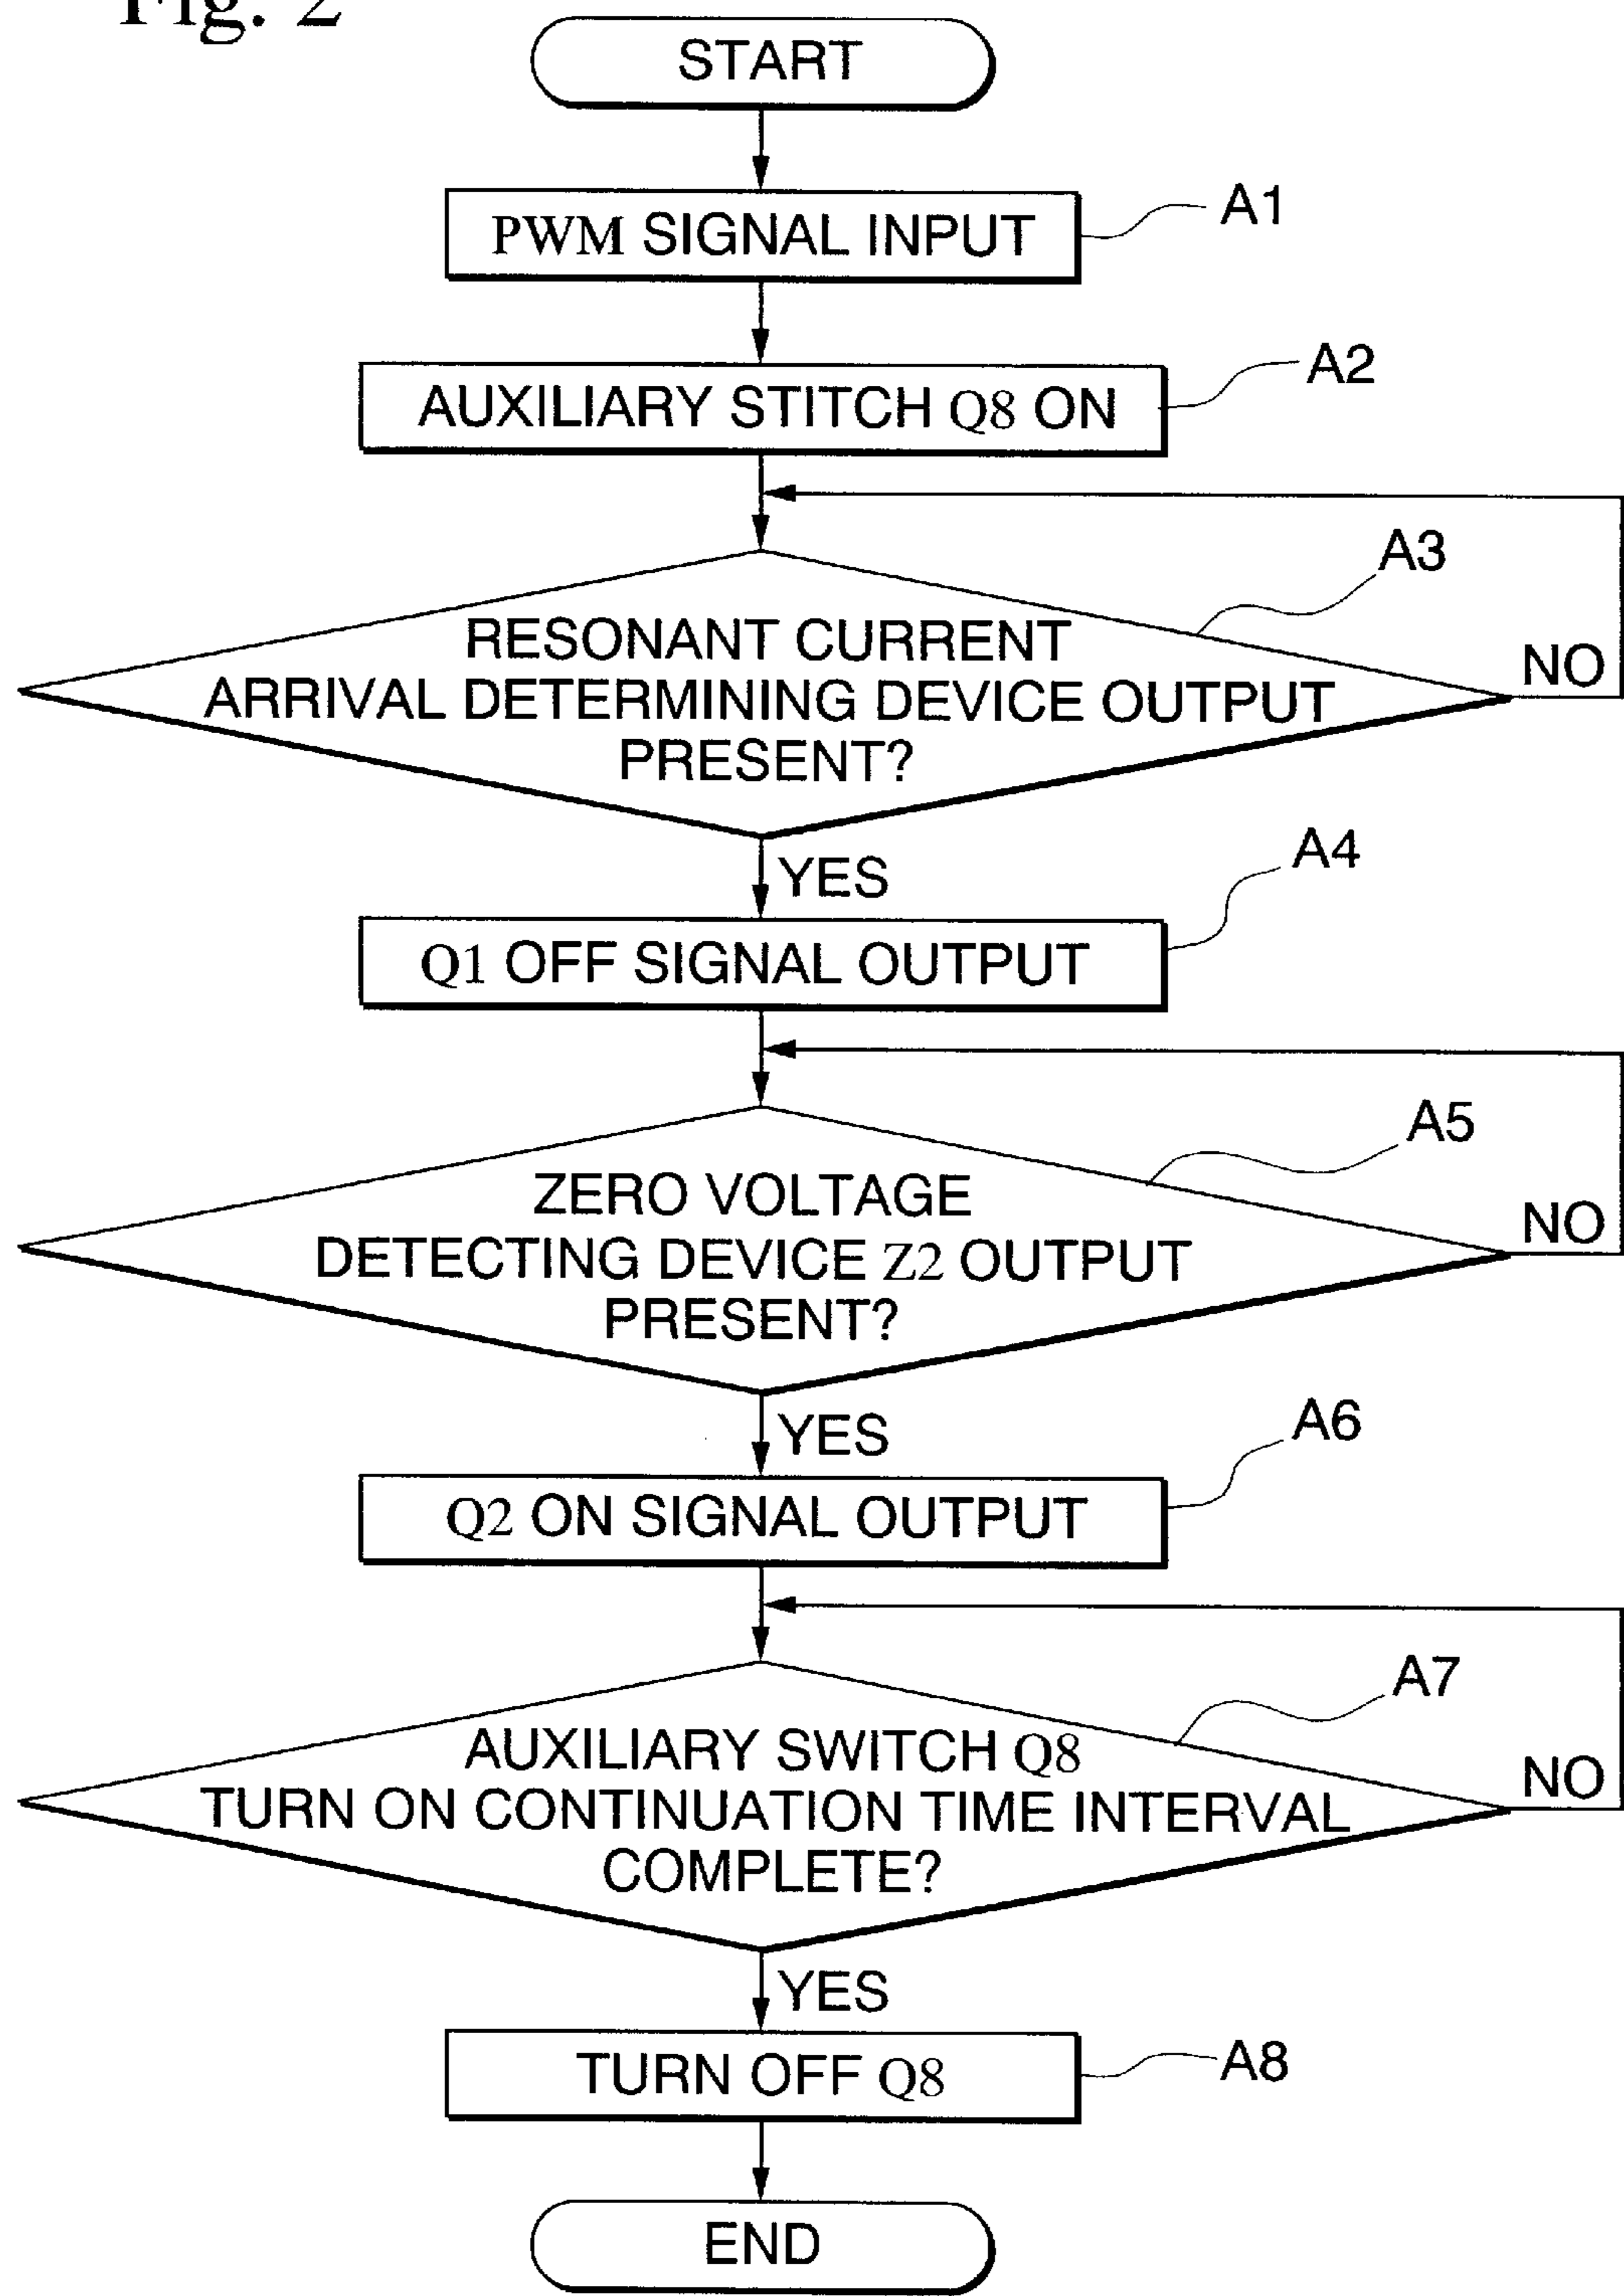 Fig. 2
START
PWM SIGNAL INPUT
A1
AUXILIARY STITCH Q8 ON
A2
RESONANT CURRENT
ARRIVAL DETERMINING DEVICE OUTPUT
PRESENT?
A3
NO
YES
Q1 OFF SIGNAL OUTPUT
A4
ZERO VOLTAGE
DETECTING DEVICE Z2 OUTPUT
PRESENT?
A5
NO
YES
Q2 ON SIGNAL OUTPUT
A6
AUXILIARY SWITCH Q8
TURN ON CONTINUATION TIME INTERVAL
COMPLETE?
A7
NO
YES
TURN OFF Q8
A8
END